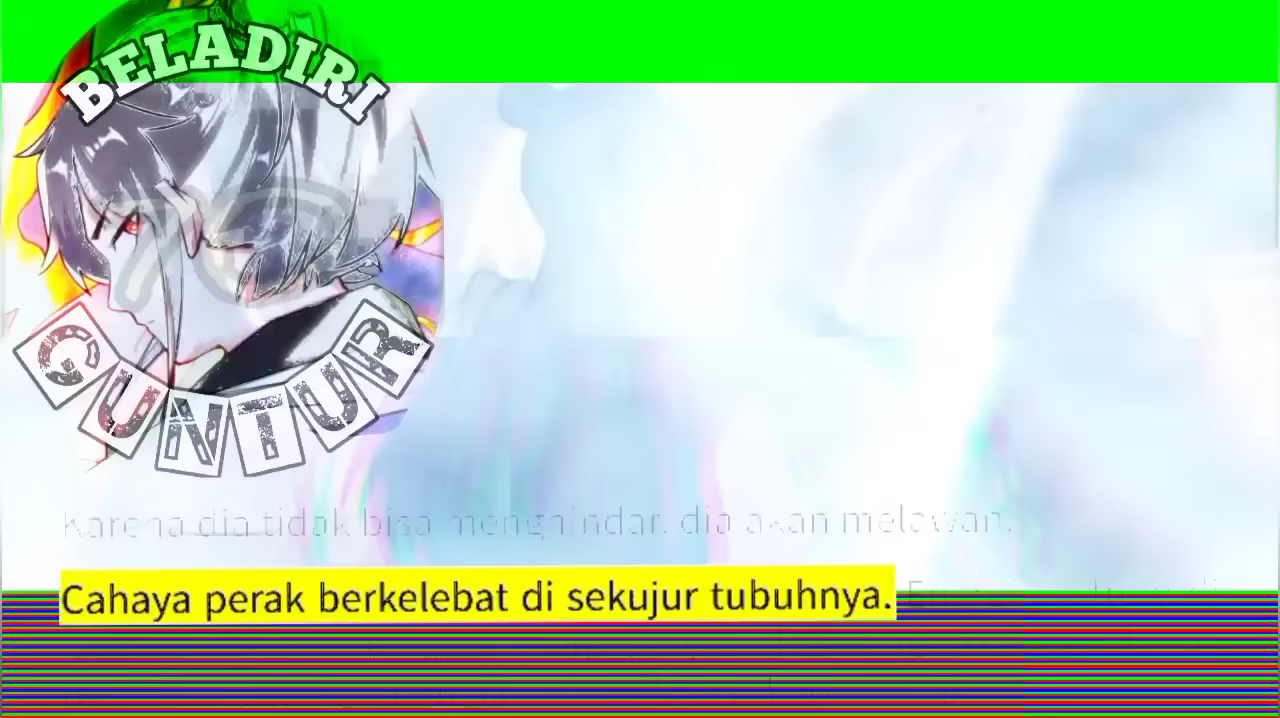 BELADIRI
GUNTUR
Karena dia tidak bisa menghindar, dia akan melawan.
Cahaya perak berkelebat di sekujur tubuhnya.